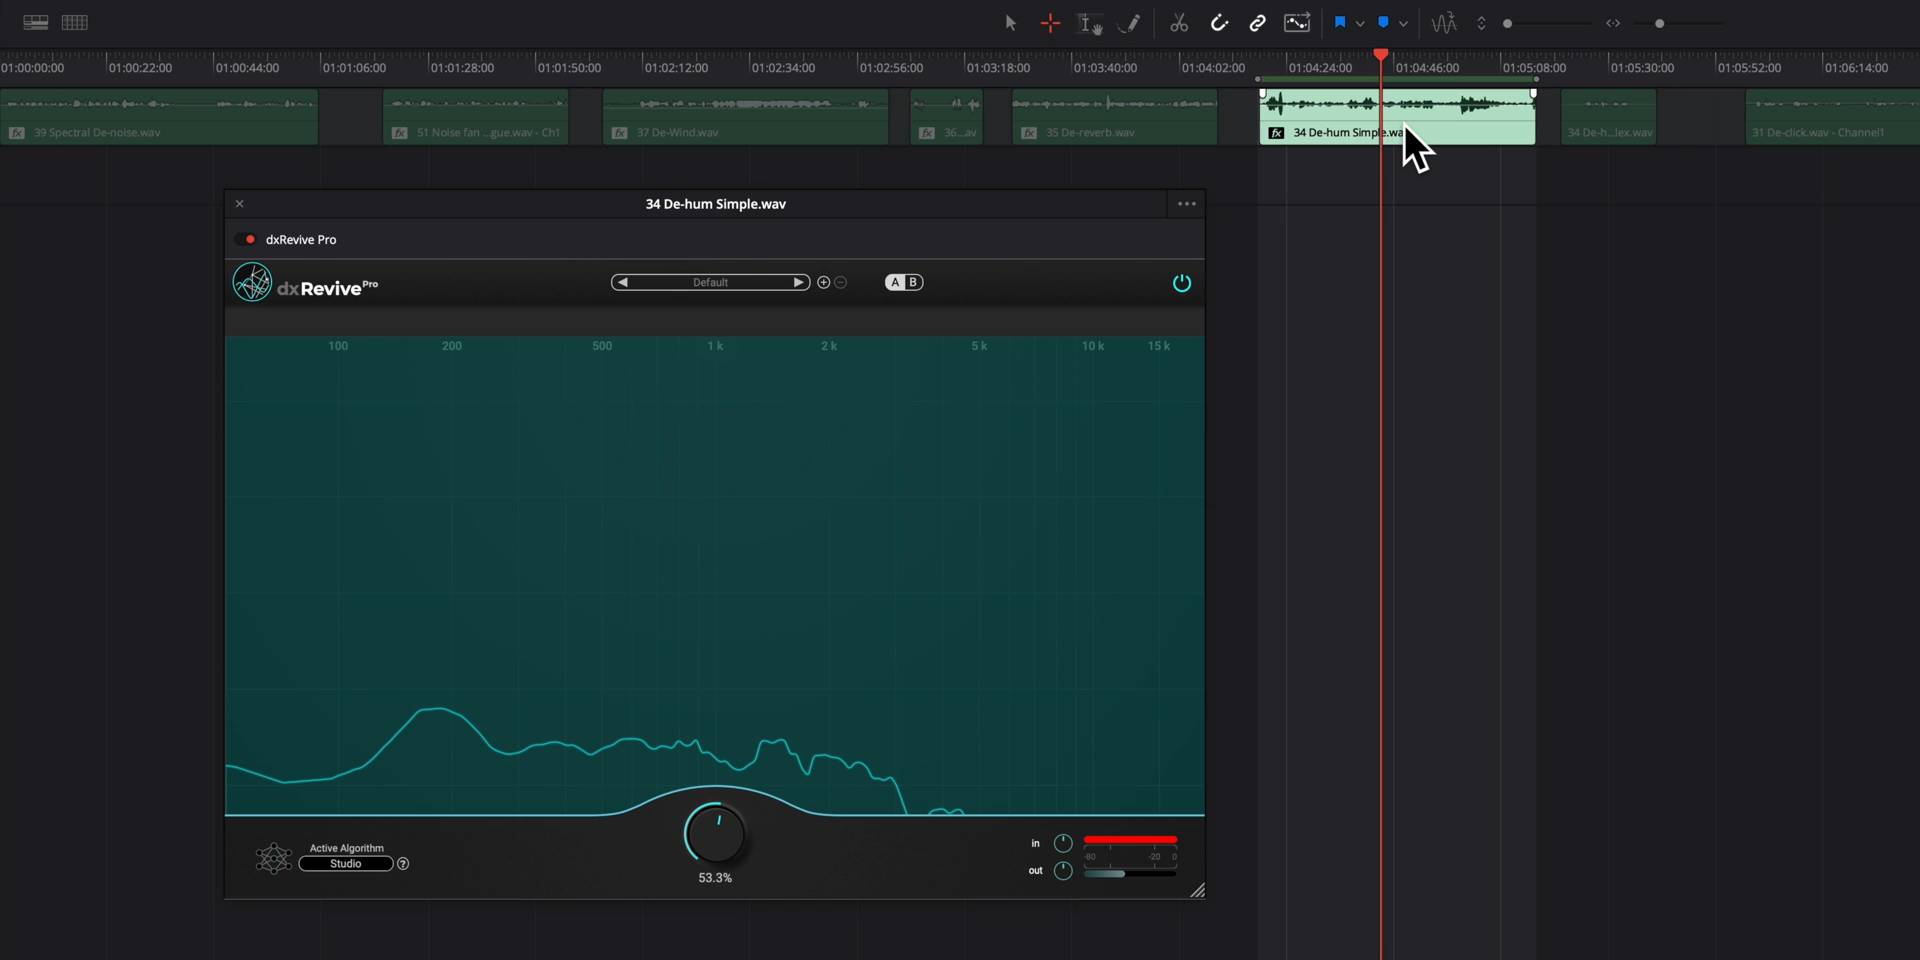 01:00:00:00 01:00:22:00 01:00:44:00 01:01:06:00 01:01:28:00 01:01:50:00 01:02:12:00 01:02:34:00 01:02:56:00 01:03:18:00 01:03:40:00 01:04:02:00 01:04:24:00 01:04:46:00 01:05:08:00 01:05:30:00 01:05:52:00 01:06:14:00
fx 39 Spectral De-noise.wav fx 51 Noise fan ...gue.wav - Ch1 fx 37 De-Wind.wav fx 36...av fx 35 De-reverb.wav fx 34 De-hum Simple.wa 34 De-h...lex.wav 31 De-click.wav - Channel1
34 De-hum Simple.wav
dxRevive Pro
dxRevive Pro Default A B
100 200 500 1 k 2 k 5 k 10 k 15 k
in
Active Algorithm
-80 -20 0
Studio ?
out
53.3%